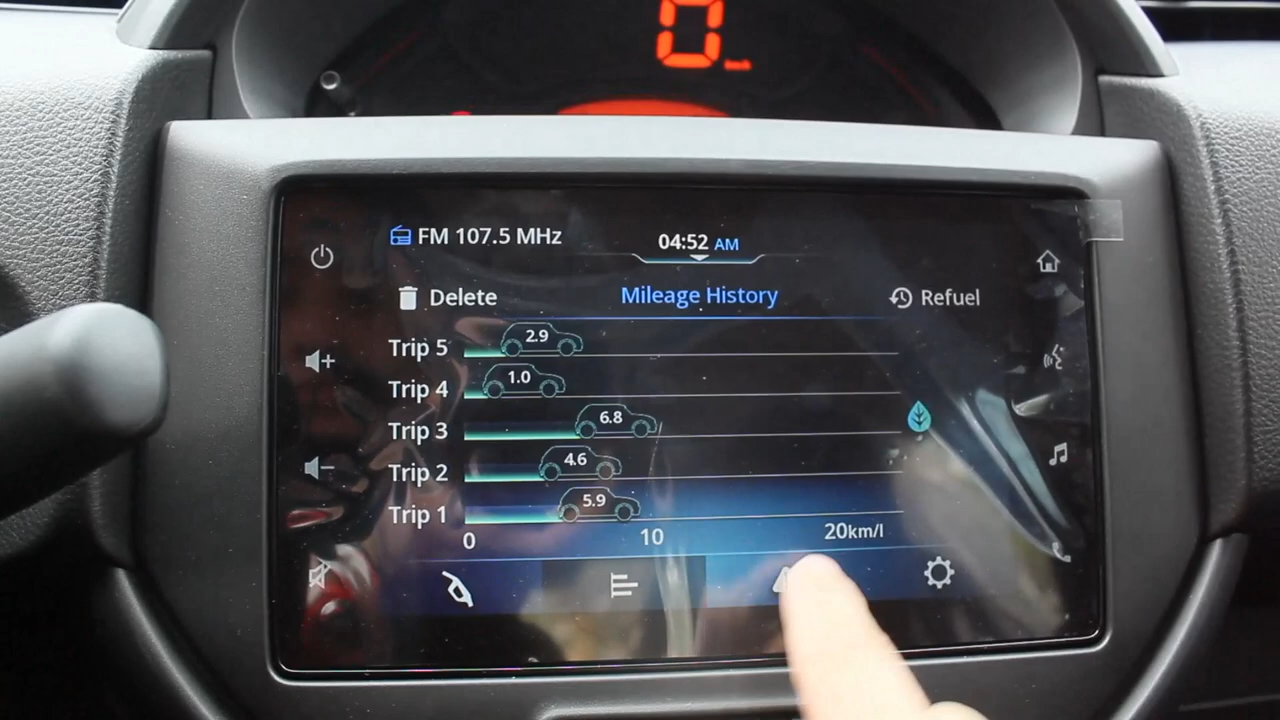 0
FM 107.5 MHz
04:52 AM
Delete
Mileage History
Refuel
Trip 5 2.9
Trip 4 1.0
Trip 3 6.8
Trip 2 4.6
Trip 1 5.9
0 10 20km/l